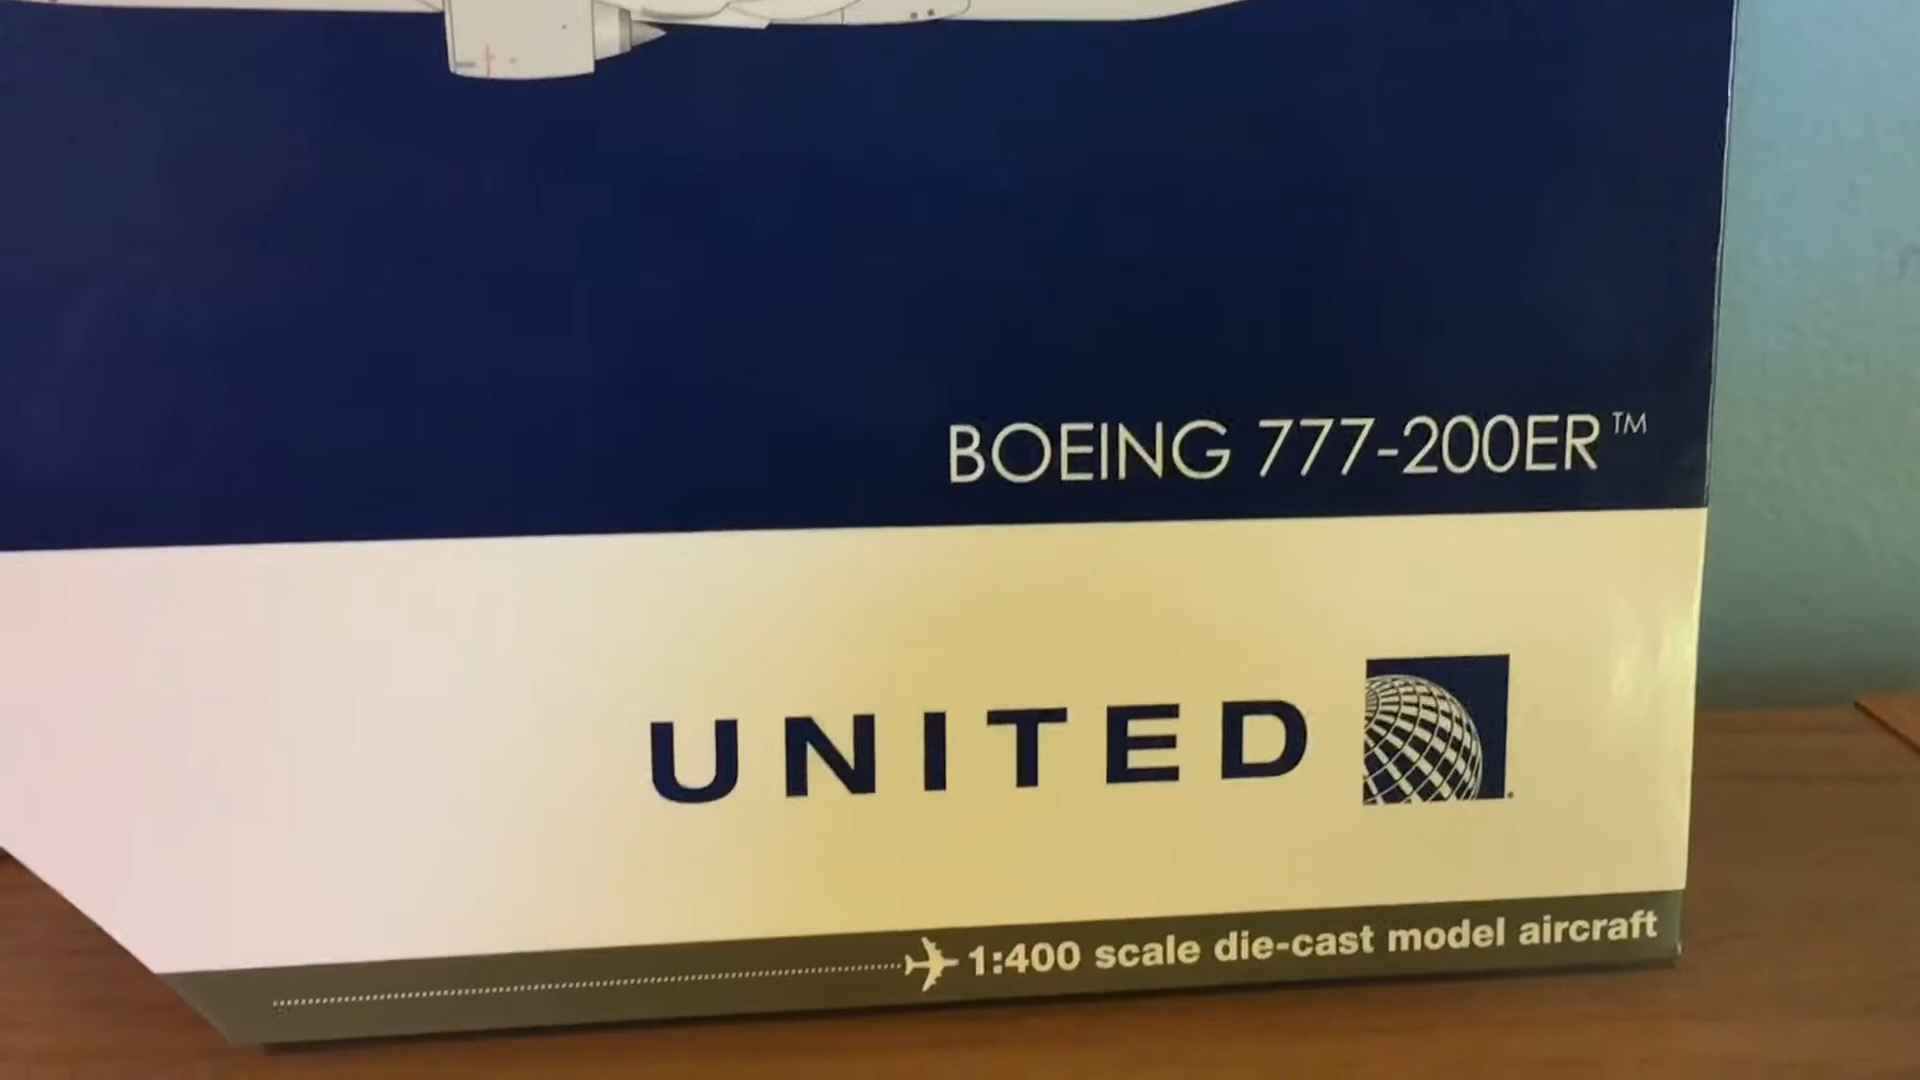 BOEING 777-200ER™
UNITED
1:400 scale die-cast model aircraft